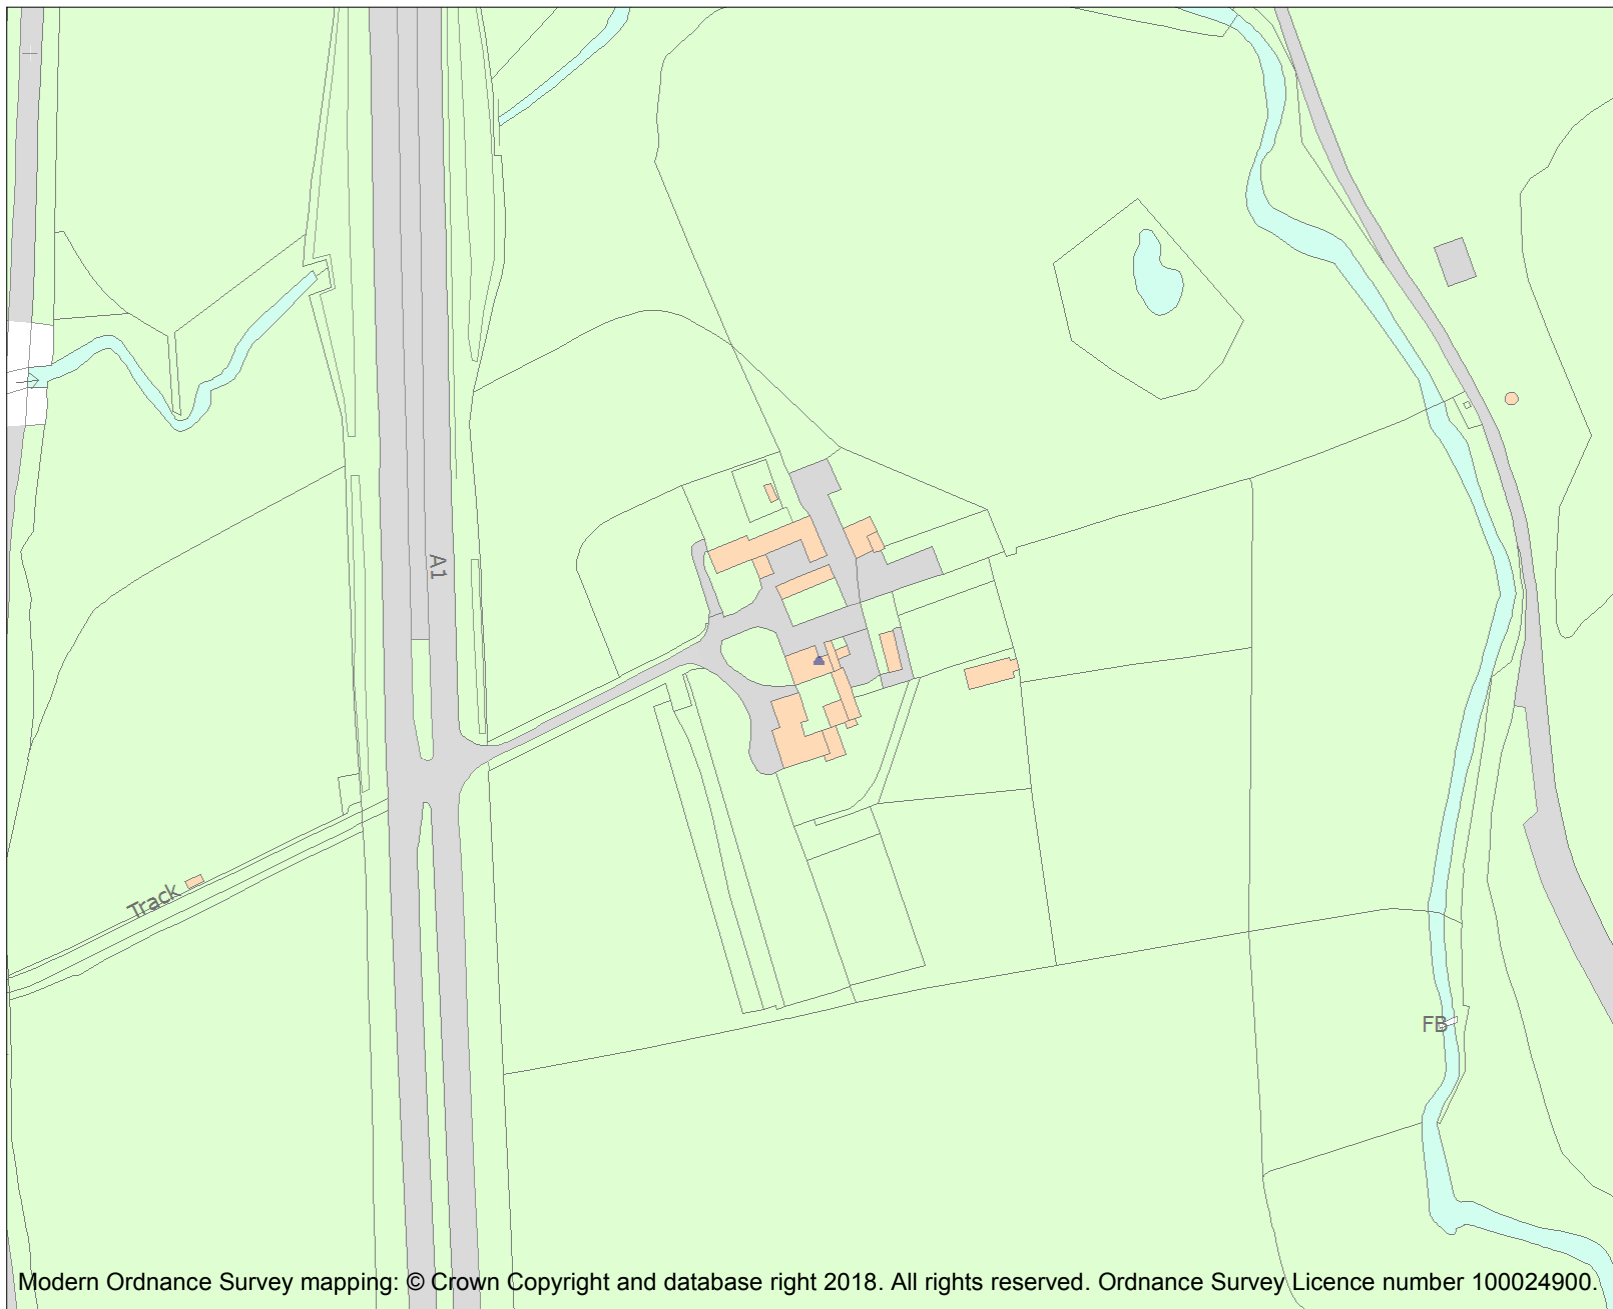 A1
Track
FB
Modern Ordnance Survey mapping: © Crown Copyright and database right 2018. All rights reserved. Ordnance Survey Licence number 100024900.